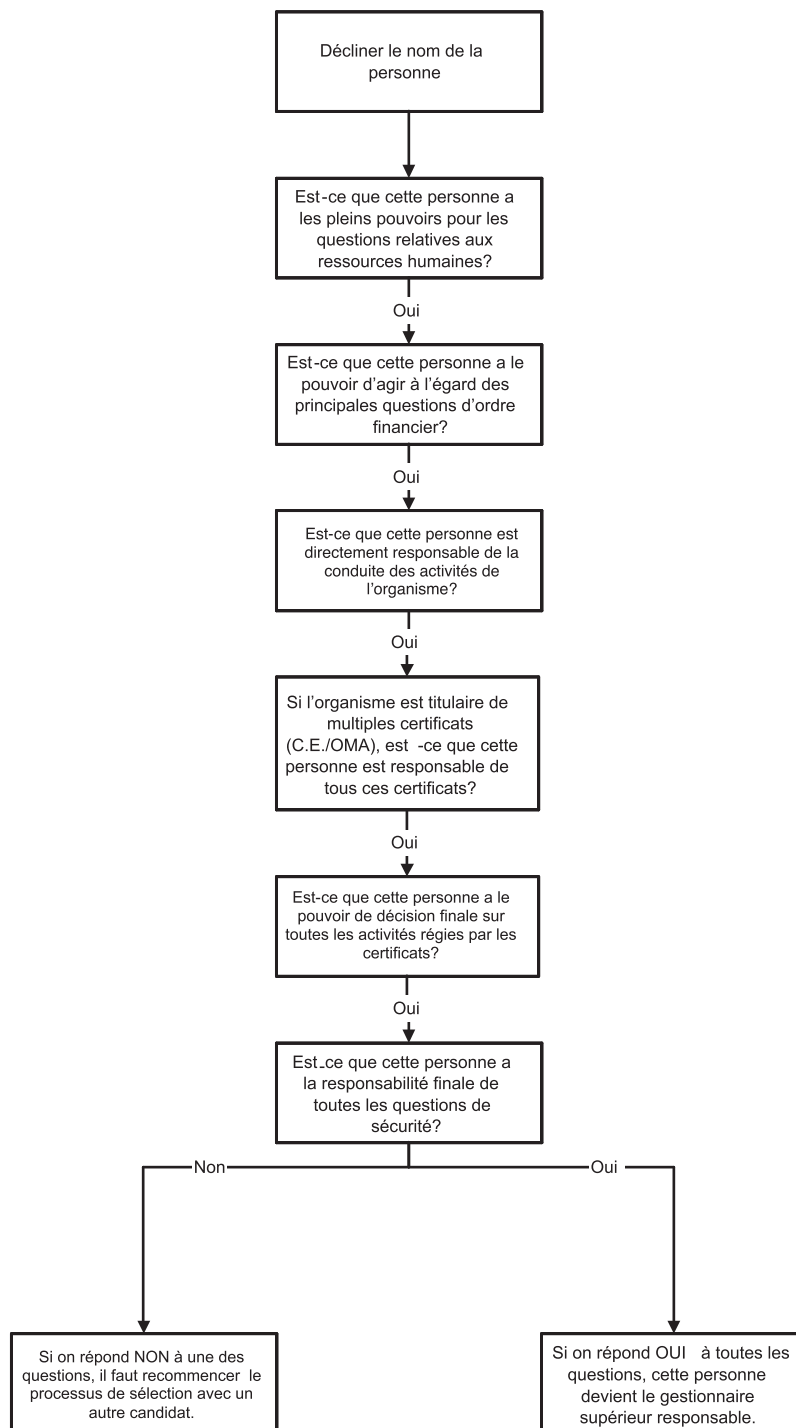 Décliner le nom de la
personne
Est-ce que cette personne a
les pleins pouvoirs pour les
questions relatives aux
ressources humaines?
Oui
Est-ce que cette personne a le
pouvoir d’agir à l’égard des
principales questions d’ordre
financier?
Oui
Est-ce que cette personne est
directement responsable de la
conduite des activités de
l’organisme?
Oui
Si l’organisme est titulaire de
multiples certificats
(C.E./OMA), est -ce que cette
personne est responsable de
tous ces certificats?
Oui
Est-ce que cette personne a le
pouvoir de décision finale sur
toutes les activités régies par les
certificats?
Oui
Est-ce que cette personne a
la responsabilité finale de
toutes les questions de
sécurité?
Non
Oui
Si on répond NON à une des
questions, il faut recommencer le
processus de sélection avec un
autre candidat.
Si on répond OUI à toutes les
questions, cette personne
devient le gestionnaire
supérieur responsable.